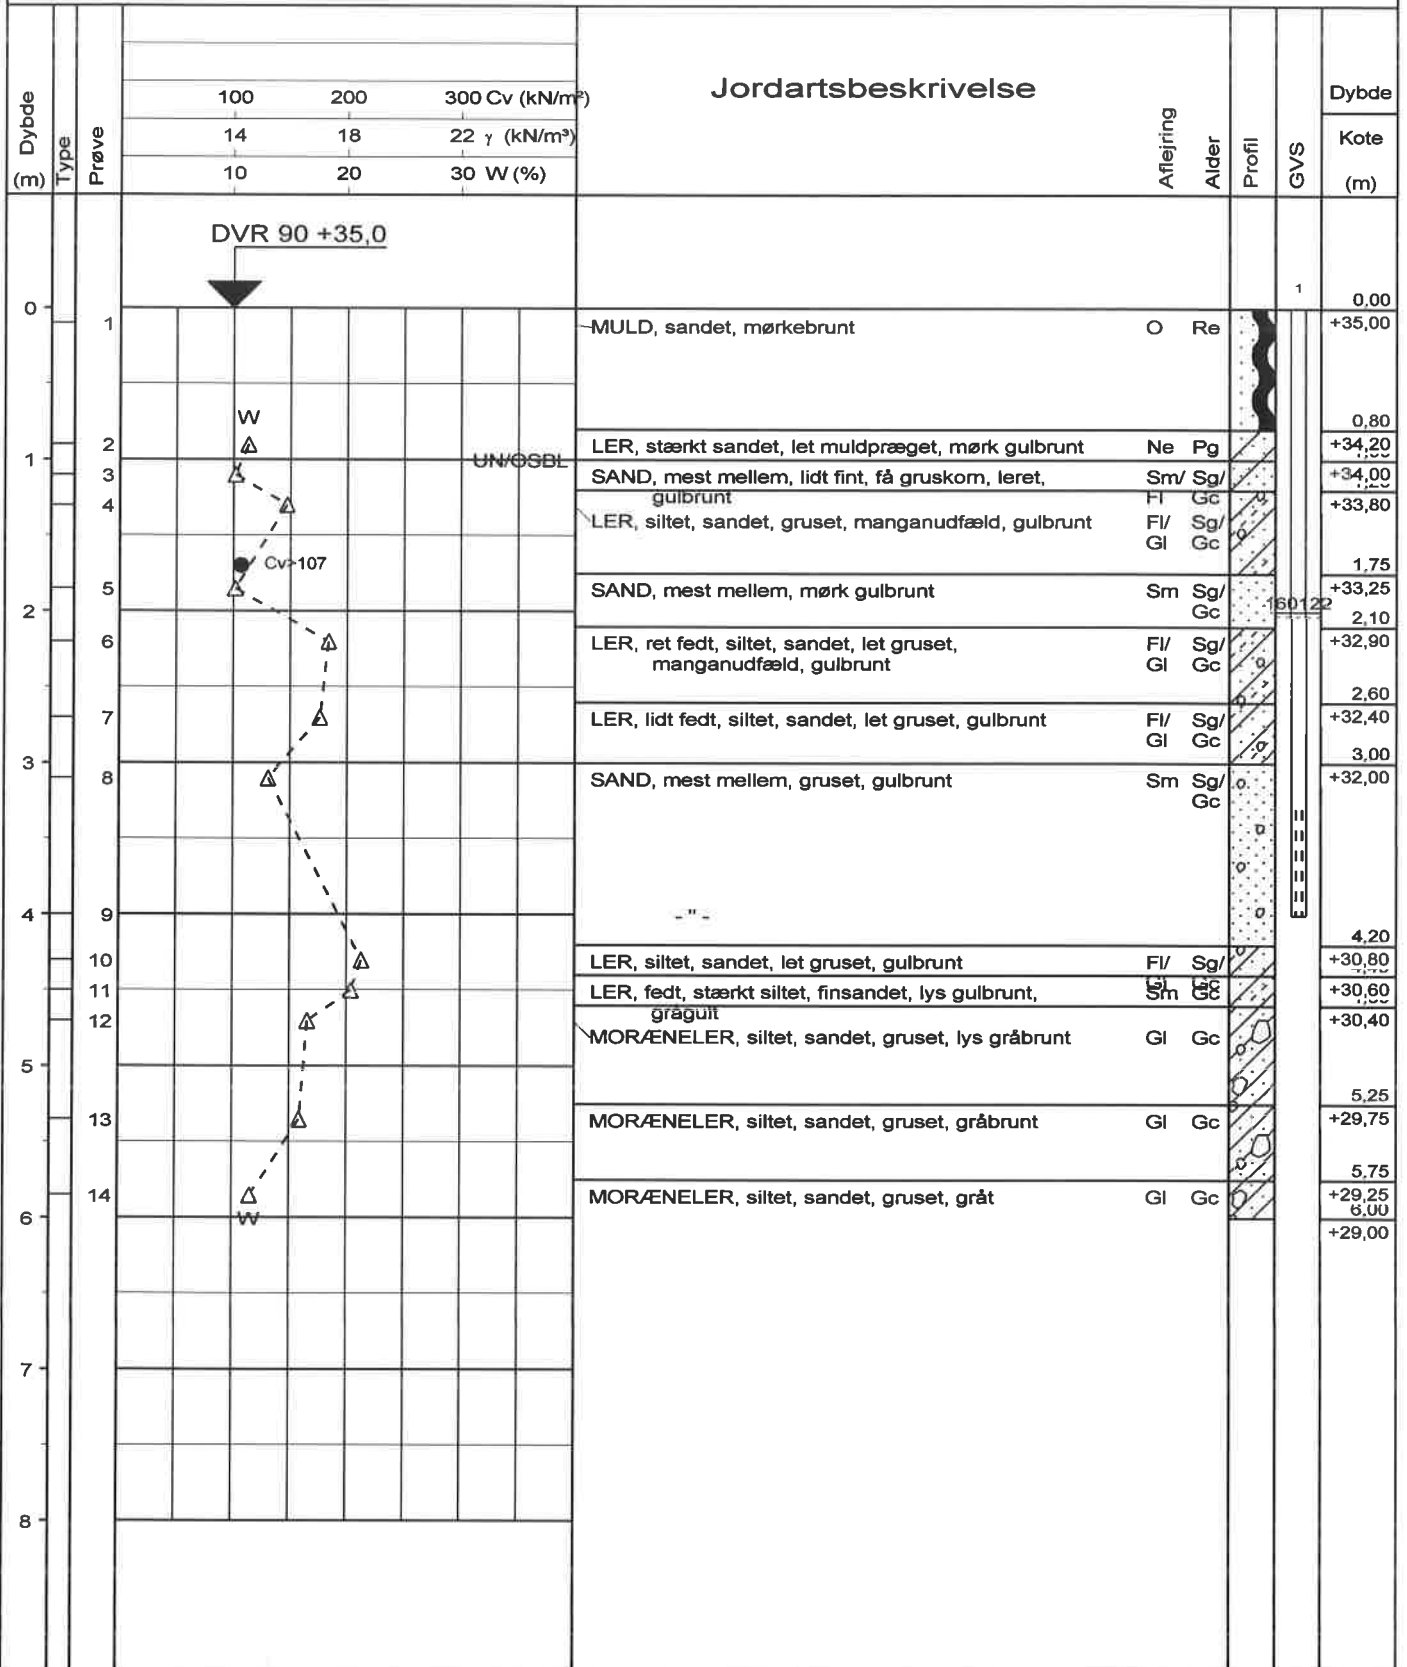 Jordartsbeskrivelse
Dybde
(m)
Type
Prøve
100 200 300 Cv (kN/m²)
14 18 22 γ (kN/m³)
10 20 30 W (%)
Aflejring
Alder
Profil
GVS
Dybde
Kote
(m)
DVR 90 +35,0
1
0 0,00
1 MULD, sandet, mørkebrunt O Re +35,00
W
0,80
2 LER, stærkt sandet, let muldpræget, mørk gulbrunt Ne Pg +34,20
1 UN/OSBL
3 SAND, mest mellem, lidt fint, få gruskorn, leret, Sm/ Sg/ +34,00
gulbrunt Fl Gc
4 +33,80
LER, siltet, sandet, gruset, manganudfæld, gulbrunt Fl/ Sg/
Gl Gc
Cv>107 1,75
5 SAND, mest mellem, mørk gulbrunt Sm Sg/ +33,25
Gc
2 160122 2,10
6 LER, ret fedt, siltet, sandet, let gruset, Fl/ Sg/ +32,90
manganudfæld, gulbrunt Gl Gc
2,60
7 LER, lidt fedt, siltet, sandet, let gruset, gulbrunt Fl/ Sg/ +32,40
Gl Gc
3 3,00
8 SAND, mest mellem, gruset, gulbrunt Sm Sg/ +32,00
Gc
4 9 - " -
4,20
10 LER, siltet, sandet, let gruset, gulbrunt Fl/ Sg/ +30,80
Gl Gc
11 LER, fedt, stærkt siltet, finsandet, lys gulbrunt, Sm Gc +30,60
grågult
12 +30,40
MORÆNELER, siltet, sandet, gruset, lys gråbrunt Gl Gc
5 5,25
13 MORÆNELER, siltet, sandet, gruset, gråbrunt Gl Gc +29,75
5,75
14 MORÆNELER, siltet, sandet, gruset, gråt Gl Gc +29,25
6 W 6,00
+29,00
7
8